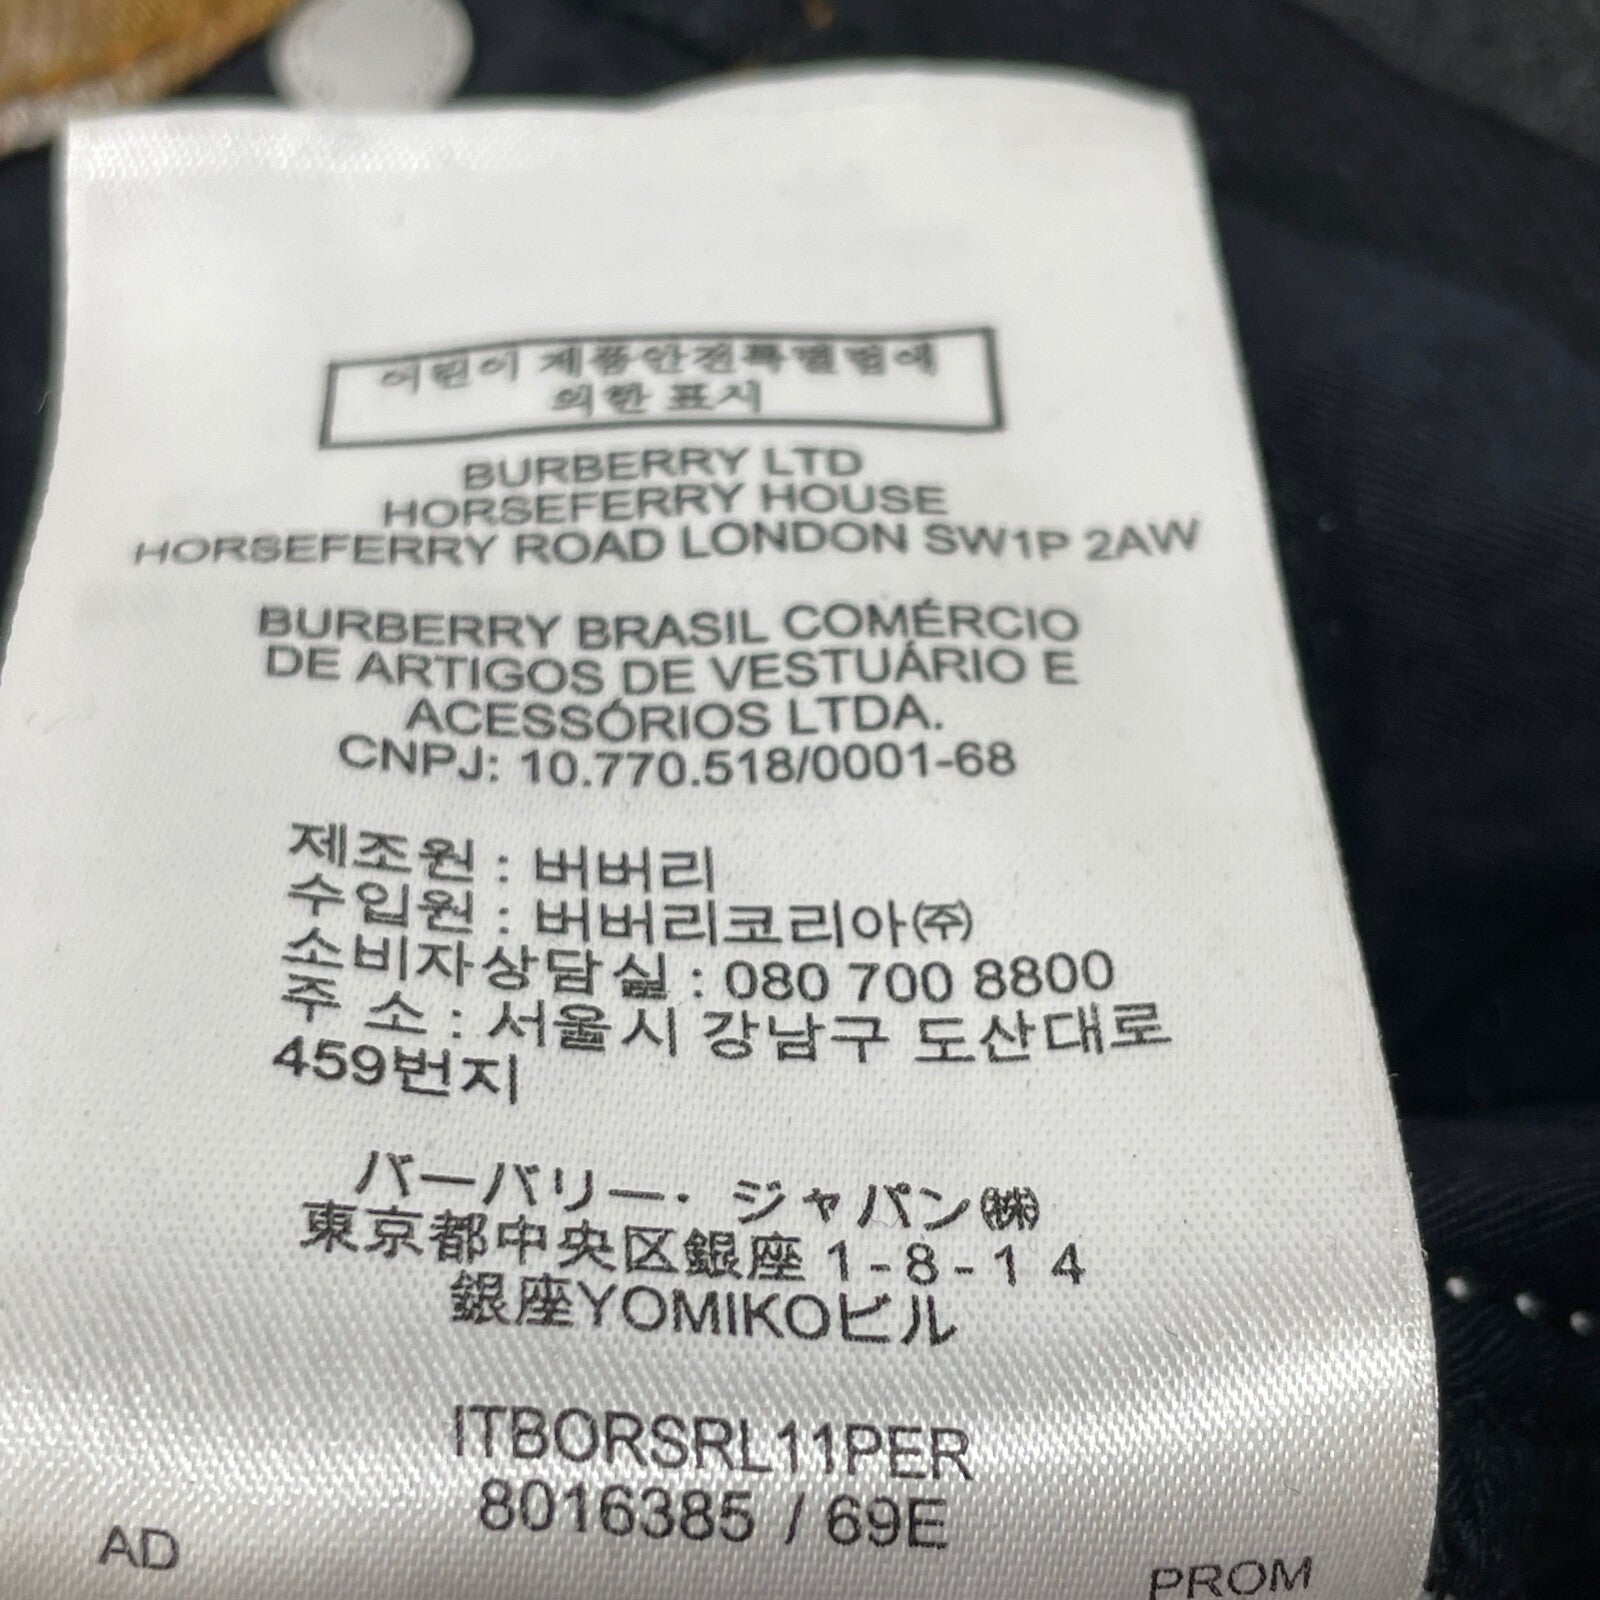 어린이 제품안전특별법에
의한 표시
BURBERRY LTD
HORSEFERRY HOUSE
HORSEFERRY ROAD LONDON SW1P 2AW
BURBERRY BRASIL COMÉRCIO
DE ARTIGOS DE VESTUÁRIO E
ACESSÓRIOS LTDA.
CNPJ: 10.770.518/0001-68
제조원 : 버버리
수입원 : 버버리코리아㈜
소비자상담실 : 080 700 8800
주 소 : 서울시 강남구 도산대로
459번지
バーバリー・ジャパン㈱
東京都中央区銀座 1-8-14
銀座YOMIKOビル
ITBORSRL11PER
8016385 / 69E
AD
PROM